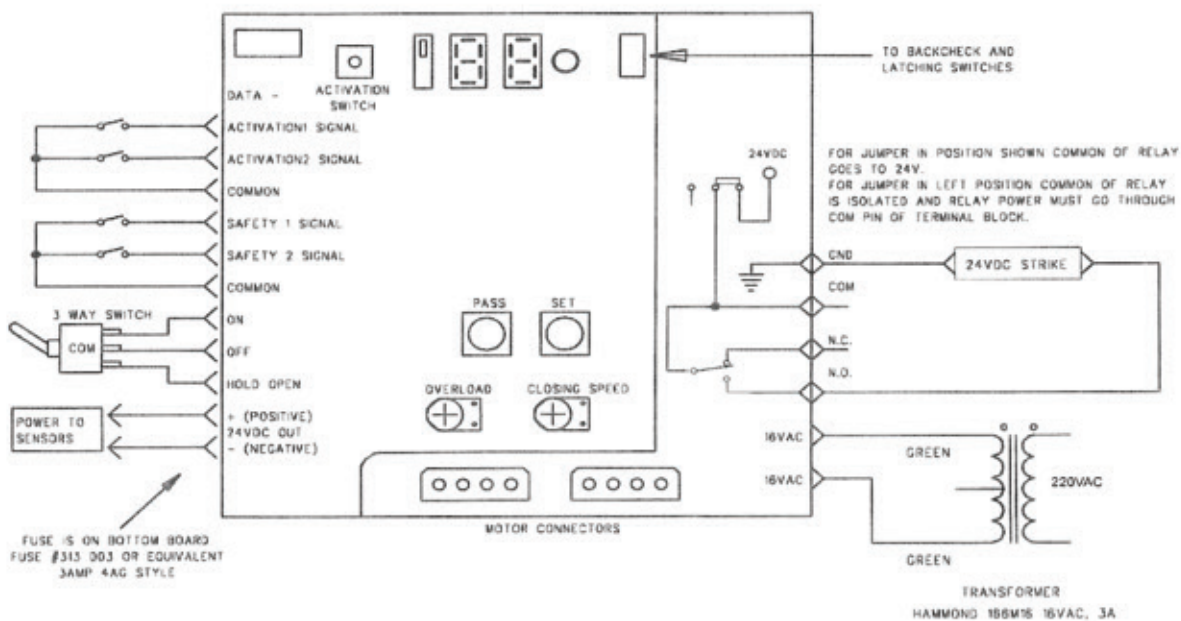 TO BACKCHECK AND
LATCHING SWITCHES
DATA -
ACTIVATION
SWITCH
ACTIVATION1 SIGNAL
ACTIVATION2 SIGNAL
COMMON
SAFETY 1 SIGNAL
SAFETY 2 SIGNAL
COMMON
3 WAY SWITCH
COM
ON
OFF
HOLD OPEN
POWER TO
SENSORS
+ (POSITIVE)
24VDC OUT
- (NEGATIVE)
FUSE IS ON BOTTOM BOARD
FUSE #313 003 OR EQUIVALENT
3AMP 4AG STYLE
PASS
SET
OVERLOAD
CLOSING SPEED
MOTOR CONNECTORS
24VDC
FOR JUMPER IN POSITION SHOWN COMMON OF RELAY
GOES TO 24V.
FOR JUMPER IN LEFT POSITION COMMON OF RELAY
IS ISOLATED AND RELAY POWER MUST GO THROUGH
COM PIN OF TERMINAL BLOCK.
GND
24VDC STRIKE
COM
N.C.
N.O.
16VAC
GREEN
16VAC
GREEN
220VAC
TRANSFORMER
HAMMOND 166M16 16VAC, 3A